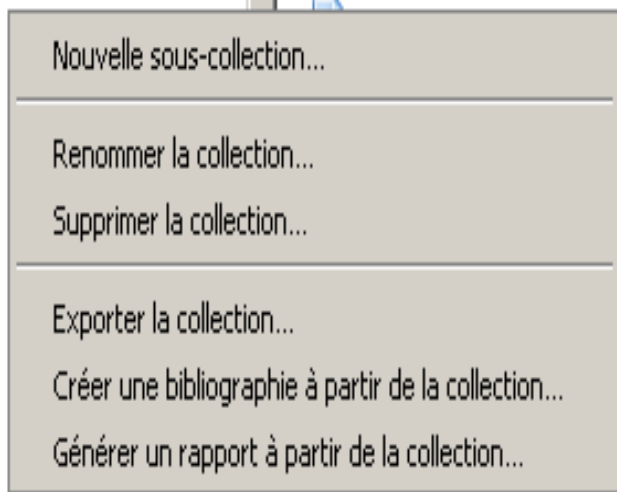 Nouvelle sous-collection...
Renommer la collection...
Supprimer la collection...
Exporter la collection...
Créer une bibliographie à partir de la collection...
Générer un rapport à partir de la collection...